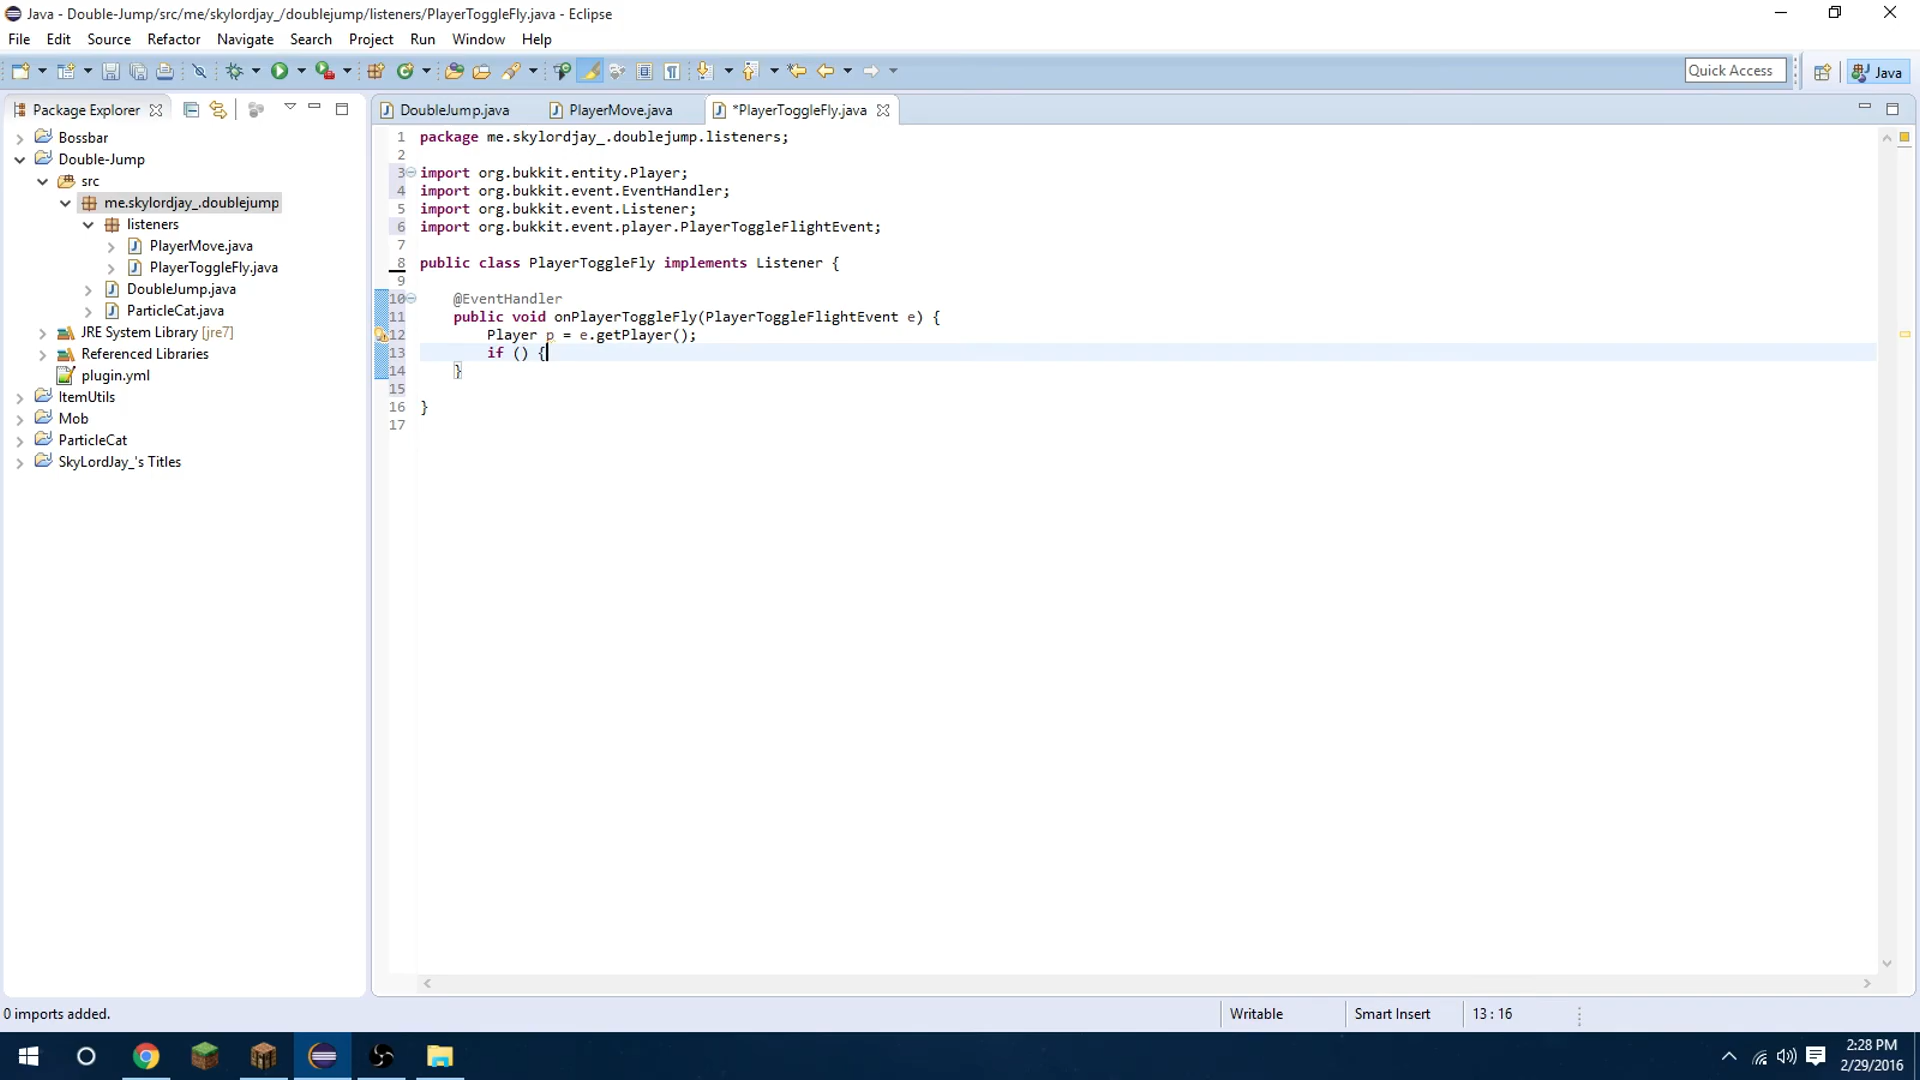 Java - Double-Jump/src/me/skylordjay_/doublejump/listeners/PlayerToggleFly.java - Eclipse
File Edit Source Refactor Navigate Search Project Run Window Help
Quick Access Java
Package Explorer
DoubleJump.java PlayerMove.java *PlayerToggleFly.java
Bossbar
Double-Jump
src
me.skylordjay_.doublejump
listeners
PlayerMove.java
PlayerToggleFly.java
DoubleJump.java
ParticleCat.java
JRE System Library [jre7]
Referenced Libraries
plugin.yml
ItemUtils
Mob
ParticleCat
SkyLordJay_'s Titles
1 package me.skylordjay_.doublejump.listeners;
2
3 import org.bukkit.entity.Player;
4 import org.bukkit.event.EventHandler;
5 import org.bukkit.event.Listener;
6 import org.bukkit.event.player.PlayerToggleFlightEvent;
7
8 public class PlayerToggleFly implements Listener {
9
10 @EventHandler
11 public void onPlayerToggleFly(PlayerToggleFlightEvent e) {
12 Player p = e.getPlayer();
13 if () {
14 }
15
16 }
17
0 imports added. Writable Smart Insert 13 : 16
2:28 PM
2/29/2016